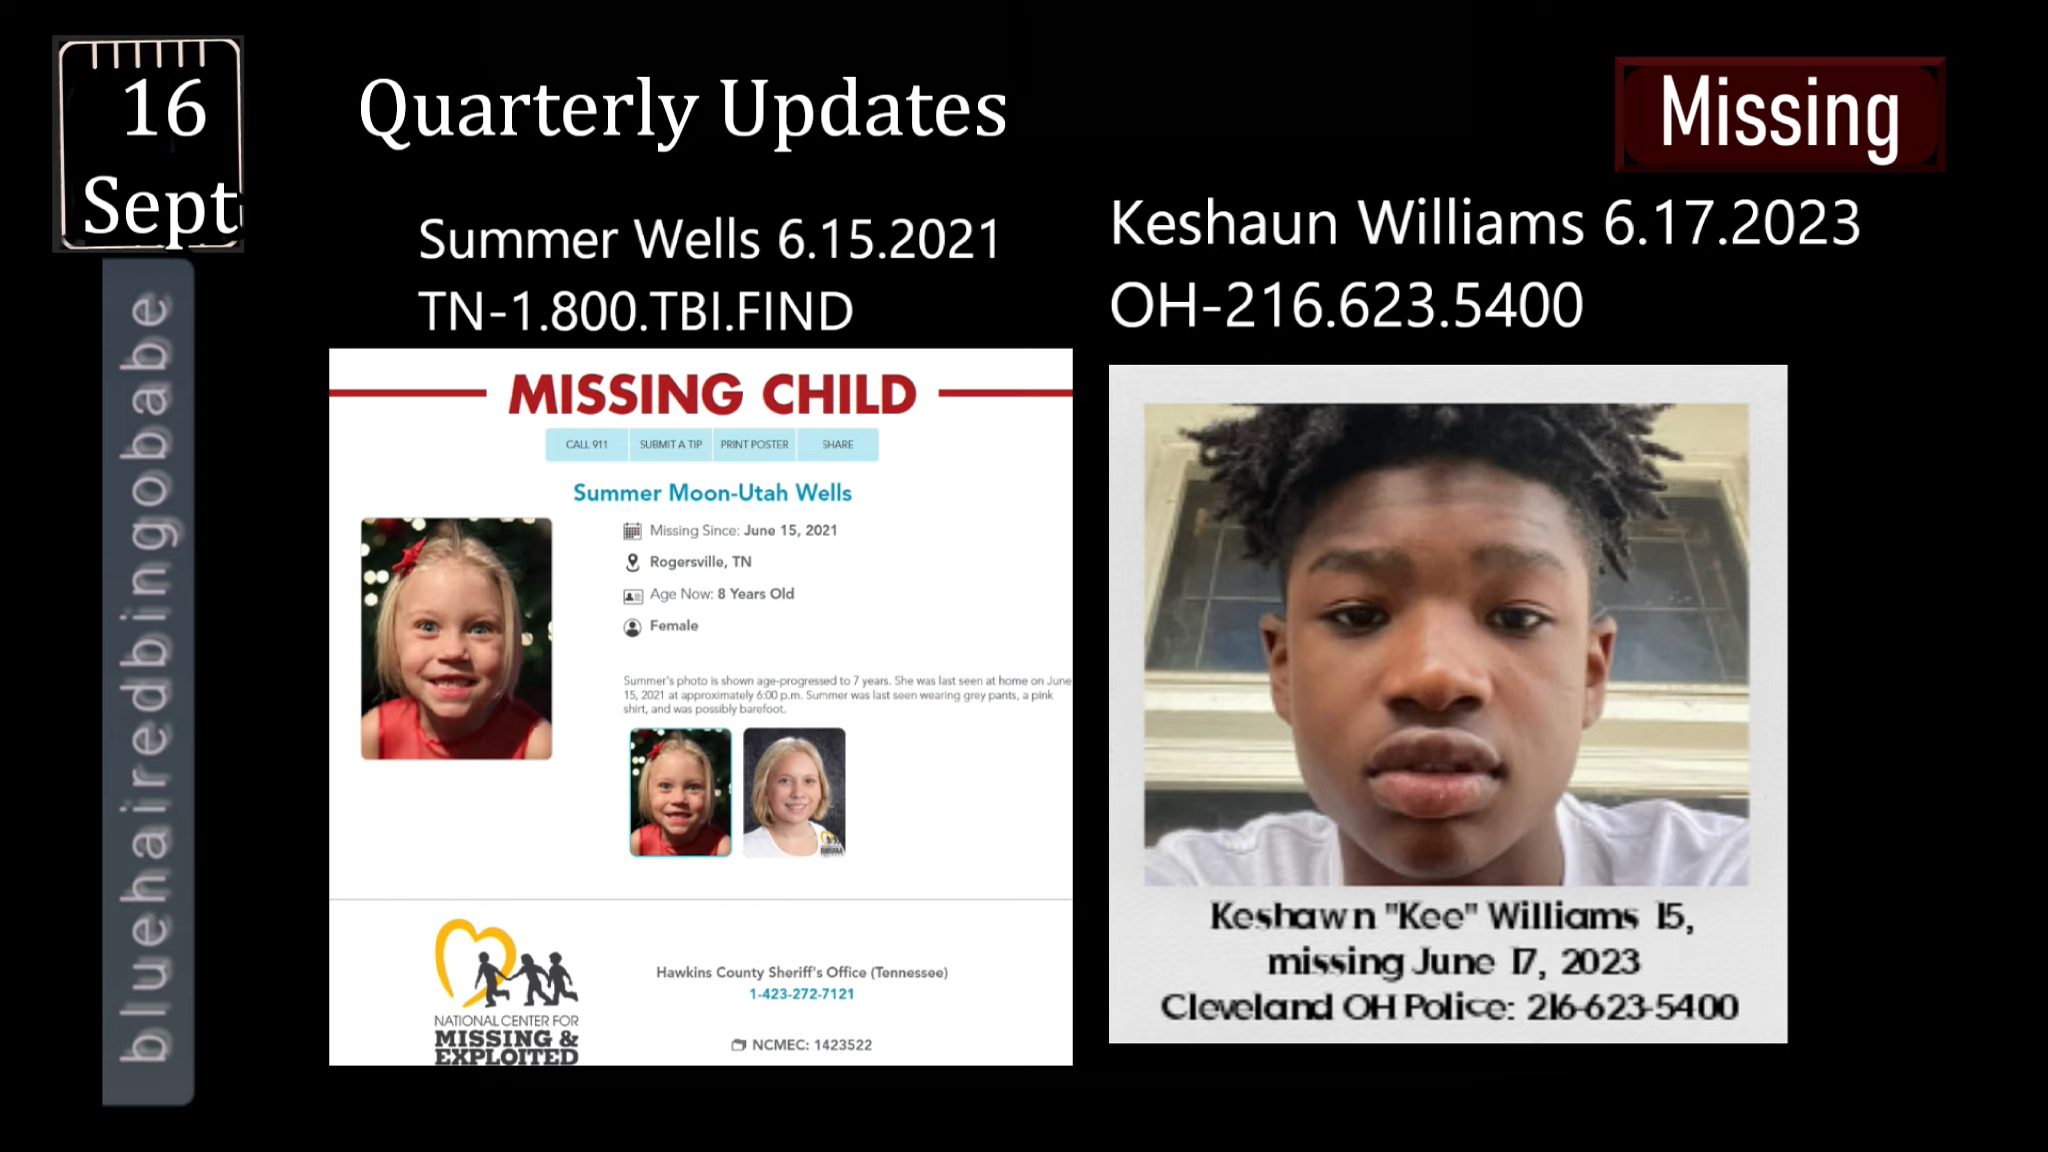 16
Sept
Quarterly Updates
Missing
bluehairedbingobabe
Summer Wells 6.15.2021
TN-1.800.TBI.FIND
MISSING CHILD
CALL 911 SUBMIT A TIP PRINT POSTER SHARE
Summer Moon-Utah Wells
Missing Since: June 15, 2021
Rogersville, TN
Age Now: 8 Years Old
Female
Summer's photo is shown age-progressed to 7 years. She was last seen at home on June
15, 2021 at approximately 6:00 p.m. Summer was last seen wearing grey pants, a pink
shirt, and was possibly barefoot.
NATIONAL CENTER FOR
MISSING &
EXPLOITED
Hawkins County Sheriff's Office (Tennessee)
1-423-272-7121
NCMEC: 1423522
Keshaun Williams 6.17.2023
OH-216.623.5400
Keshawn "Kee" Williams 15,
missing June 17, 2023
Cleveland OH Police: 216-623-5400